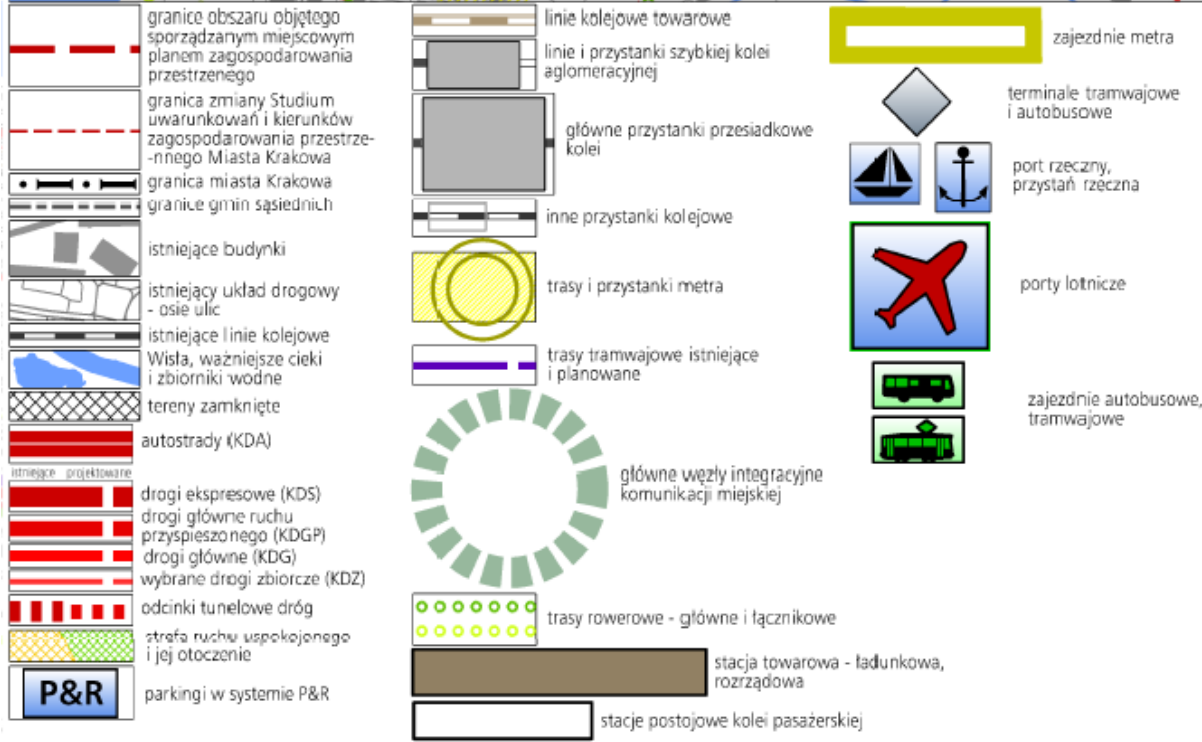 granice obszaru objętego
sporządzanym miejscowym
planem zagospodarowania
przestrzenego
granica zmiany Studium
uwarunkowań i kierunków
zagospodarowania przestrze-
-nnego Miasta Krakowa
granica miasta Krakowa
granice gmin sąsiednich
istniejące budynki
istniejący układ drogowy
- osie ulic
istniejące linie kolejowe
Wisła, ważniejsze cieki
i zbiorniki wodne
tereny zamknięte
autostrady (KDA)
istniejące projektowane
drogi ekspresowe (KDS)
drogi główne ruchu
przyspieszonego (KDGP)
drogi główne (KDG)
wybrane drogi zbiorcze (KDZ)
odcinki tunelowe dróg
strefa ruchu uspokojonego
i jej otoczenie
P&R
parkingi w systemie P&R
linie kolejowe towarowe
linie i przystanki szybkiej kolei
aglomeracyjnej
główne przystanki przesiadkowe
kolei
inne przystanki kolejowe
trasy i przystanki metra
trasy tramwajowe istniejące
i planowane
główne węzły integracyjne
komunikacji miejskiej
trasy rowerowe - główne i łącznikowe
stacja towarowa - ładunkowa,
rozrządowa
stacje postojowe kolei pasażerskiej
zajezdnie metra
terminale tramwajowe
i autobusowe
port rzeczny,
przystań rzeczna
porty lotnicze
zajezdnie autobusowe,
tramwajowe